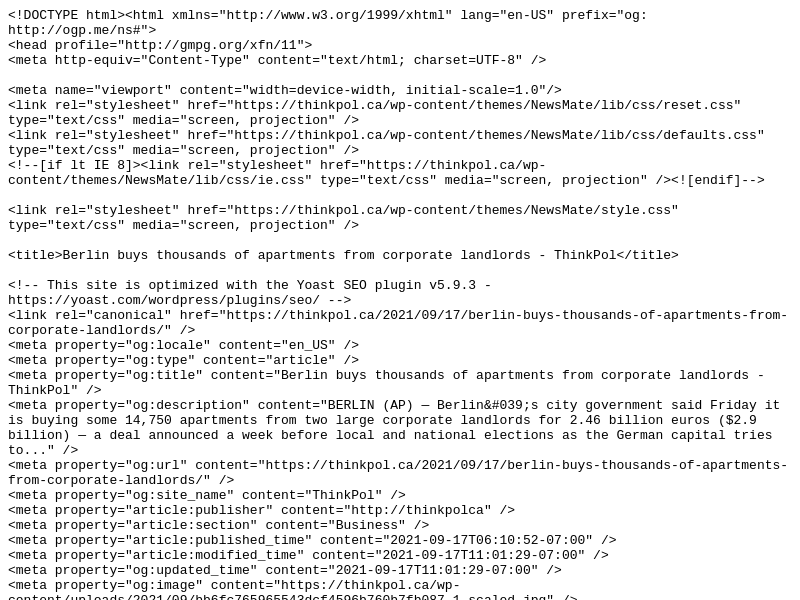 <!DOCTYPE html><html xmlns="http://www.w3.org/1999/xhtml" lang="en-US" prefix="og:
http://ogp.me/ns#">
<head profile="http://gmpg.org/xfn/11">
<meta http-equiv="Content-Type" content="text/html; charset=UTF-8" />
<meta name="viewport" content="width=device-width, initial-scale=1.0"/>
<link rel="stylesheet" href="https://thinkpol.ca/wp-content/themes/NewsMate/lib/css/reset.css"
type="text/css" media="screen, projection" />
<link rel="stylesheet" href="https://thinkpol.ca/wp-content/themes/NewsMate/lib/css/defaults.css"
type="text/css" media="screen, projection" />
<!--[if lt IE 8]><link rel="stylesheet" href="https://thinkpol.ca/wp-
content/themes/NewsMate/lib/css/ie.css" type="text/css" media="screen, projection" /><![endif]-->
<link rel="stylesheet" href="https://thinkpol.ca/wp-content/themes/NewsMate/style.css"
type="text/css" media="screen, projection" />
<title>Berlin buys thousands of apartments from corporate landlords - ThinkPol</title>
<!-- This site is optimized with the Yoast SEO plugin v5.9.3 -
https://yoast.com/wordpress/plugins/seo/ -->
<link rel="canonical" href="https://thinkpol.ca/2021/09/17/berlin-buys-thousands-of-apartments-from-
corporate-landlords/" />
<meta property="og:locale" content="en_US" />
<meta property="og:type" content="article" />
<meta property="og:title" content="Berlin buys thousands of apartments from corporate landlords -
ThinkPol" />
<meta property="og:description" content="BERLIN (AP) — Berlin&#039;s city government said Friday it
is buying some 14,750 apartments from two large corporate landlords for 2.46 billion euros ($2.9
billion) — a deal announced a week before local and national elections as the German capital tries
to..." />
<meta property="og:url" content="https://thinkpol.ca/2021/09/17/berlin-buys-thousands-of-apartments-
from-corporate-landlords/" />
<meta property="og:site_name" content="ThinkPol" />
<meta property="article:publisher" content="http://thinkpolca" />
<meta property="article:section" content="Business" />
<meta property="article:published_time" content="2021-09-17T06:10:52-07:00" />
<meta property="article:modified_time" content="2021-09-17T11:01:29-07:00" />
<meta property="og:updated_time" content="2021-09-17T11:01:29-07:00" />
<meta property="og:image" content="https://thinkpol.ca/wp-
content/uploads/2021/09/bb6fc765965543dcf4596b760b7fb087-1-scaled.jpg" />